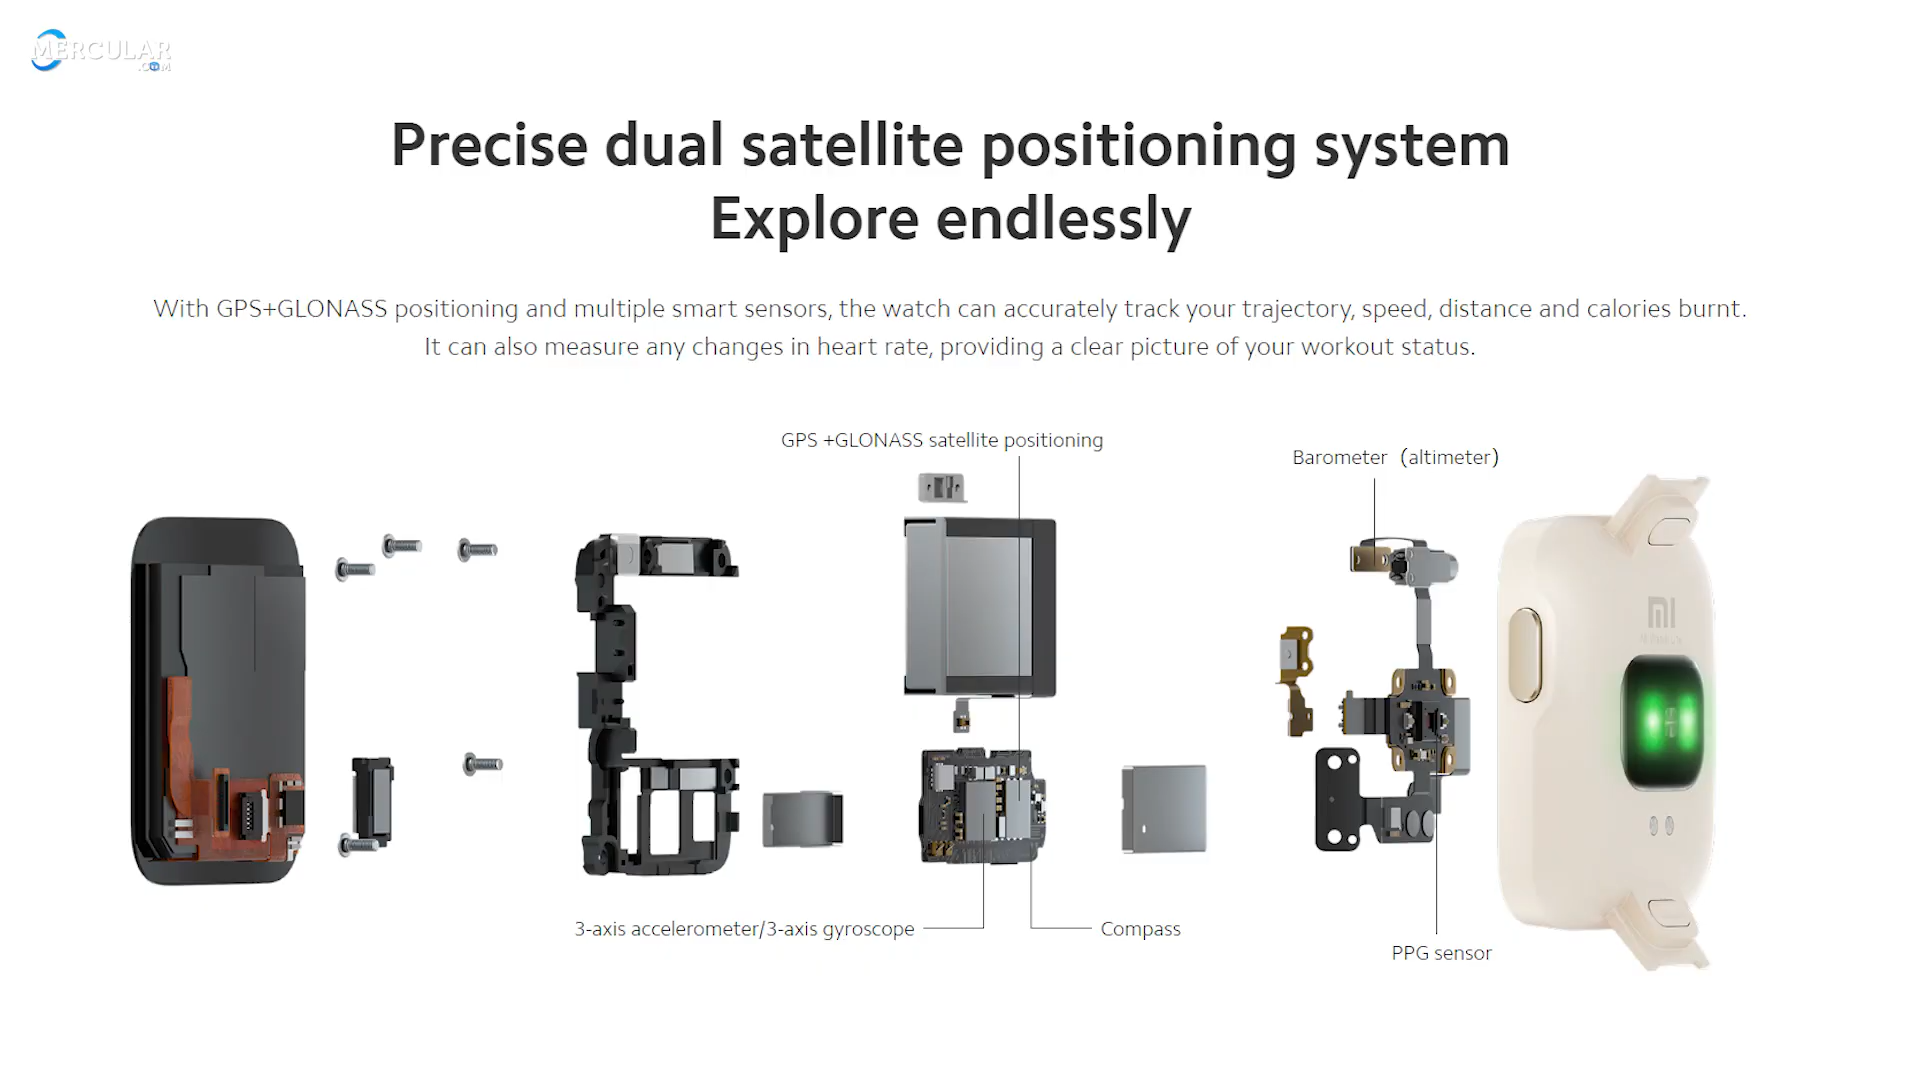 MERCULAR
.COM
Precise dual satellite positioning system
Explore endlessly
With GPS+GLONASS positioning and multiple smart sensors, the watch can accurately track your trajectory, speed, distance and calories burnt.
It can also measure any changes in heart rate, providing a clear picture of your workout status.
GPS +GLONASS satellite positioning
Barometer (altimeter)
mi
3-axis accelerometer/3-axis gyroscope
Compass
PPG sensor